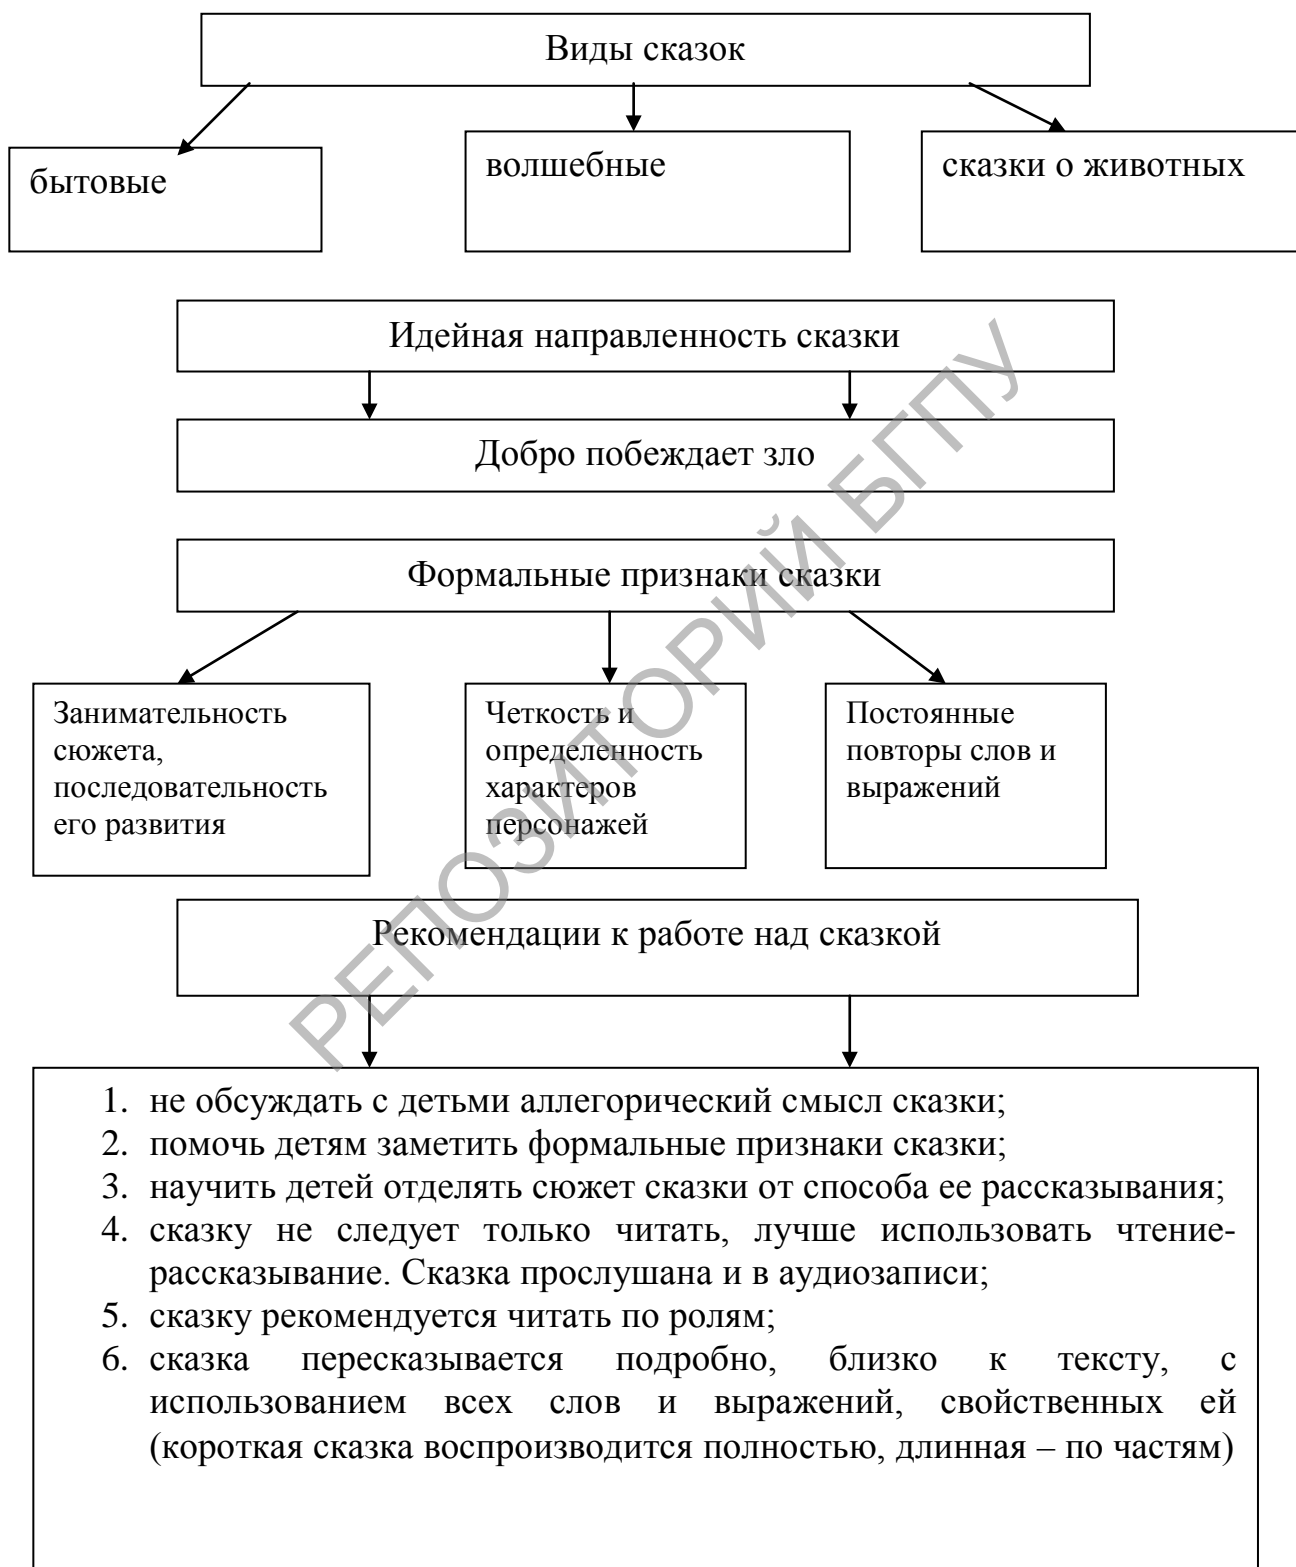 Виды сказок
бытовые
волшебные
сказки о животных
Идейная направленность сказки
Добро побеждает зло
Формальные признаки сказки
Занимательность
сюжета,
последовательность
его развития
Четкость и
определенность
характеров
персонажей
Постоянные
повторы слов и
выражений
Рекомендации к работе над сказкой
1. не обсуждать с детьми аллегорический смысл сказки;
2. помочь детям заметить формальные признаки сказки;
3. научить детей отделять сюжет сказки от способа ее рассказывания;
4. сказку не следует только читать, лучше использовать чтение-
рассказывание. Сказка прослушана и в аудиозаписи;
5. сказку рекомендуется читать по ролям;
6. сказка пересказывается подробно, близко к тексту, с
использованием всех слов и выражений, свойственных ей
(короткая сказка воспроизводится полностью, длинная – по частям)
РЕПОЗИТОРИЙ БГПУ